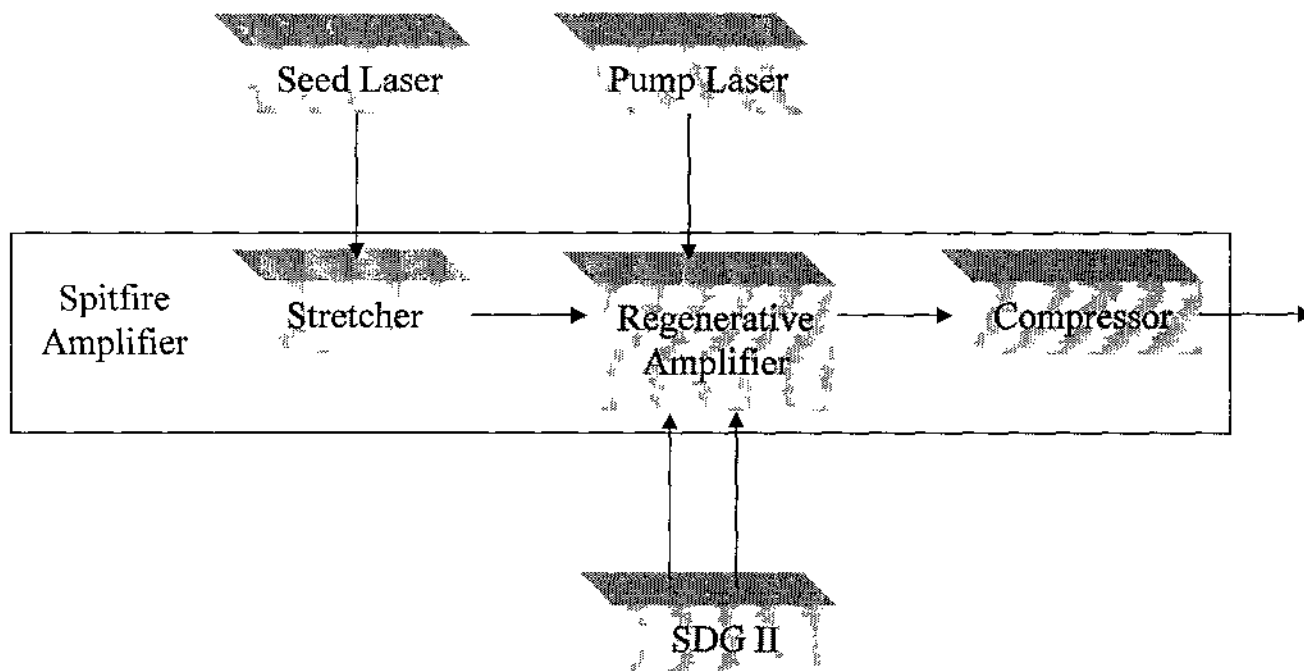 Seed Laser
Pump Laser
Spitfire
Amplifier
Stretcher
Regenerative
Amplifier
Compressor
SDG II